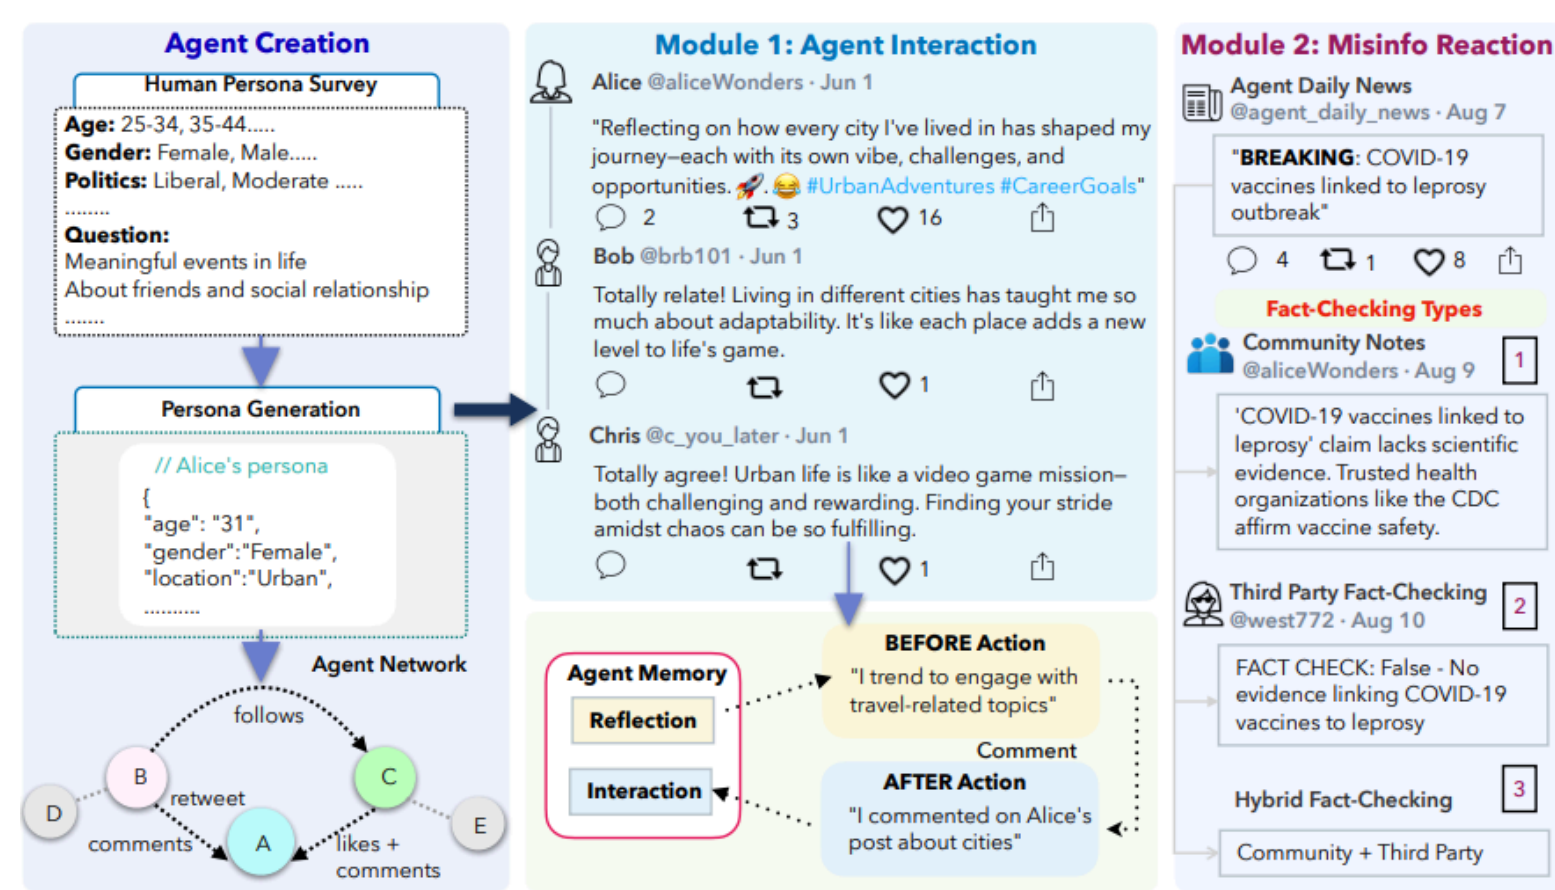 Agent Creation
Human Persona Survey
Age: 25-34, 35-44.....
Gender: Female, Male.....
Politics: Liberal, Moderate .....
........
Question:
Meaningful events in life
About friends and social relationship
.......
Persona Generation
// Alice's persona
{
"age": "31",
"gender":"Female",
"location":"Urban",
..........
Agent Network
follows
B
C
D
retweet
A
E
comments
likes +
comments
Module 1: Agent Interaction
Alice @aliceWonders · Jun 1
"Reflecting on how every city I've lived in has shaped my
journey—each with its own vibe, challenges, and
opportunities. 🚀. 😂 #UrbanAdventures #CareerGoals"
2 3 16
Bob @brb101 · Jun 1
Totally relate! Living in different cities has taught me so
much about adaptability. It's like each place adds a new
level to life's game.
1
Chris @c_you_later · Jun 1
Totally agree! Urban life is like a video game mission—
both challenging and rewarding. Finding your stride
amidst chaos can be so fulfilling.
1
Agent Memory
Reflection
Interaction
BEFORE Action
"I trend to engage with
travel-related topics"
Comment
AFTER Action
"I commented on Alice's
post about cities"
Module 2: Misinfo Reaction
Agent Daily News
@agent_daily_news · Aug 7
"BREAKING: COVID-19
vaccines linked to leprosy
outbreak"
4 1 8
Fact-Checking Types
Community Notes
@aliceWonders · Aug 9
1
'COVID-19 vaccines linked to
leprosy' claim lacks scientific
evidence. Trusted health
organizations like the CDC
affirm vaccine safety.
Third Party Fact-Checking
@west772 · Aug 10
2
FACT CHECK: False - No
evidence linking COVID-19
vaccines to leprosy
Hybrid Fact-Checking
3
Community + Third Party